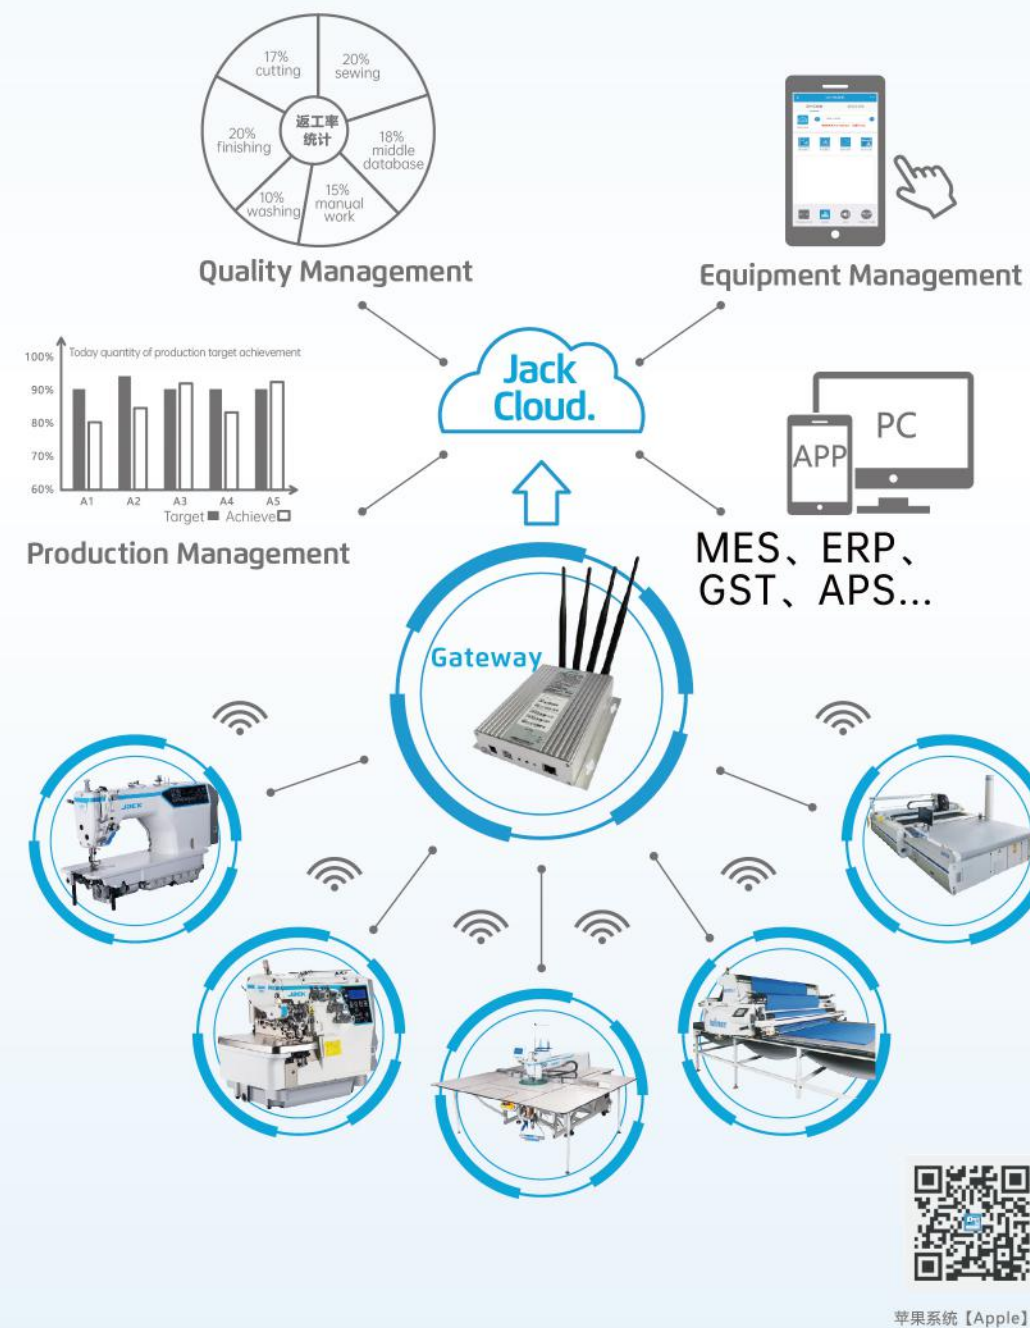 17%
cutting
20%
sewing
返工率
统计
20%
finishing
18%
middle
database
10%
washing
15%
manual
work
Quality Management
Equipment Management
Today quantity of production target achievement
100%
90%
80%
70%
60%
A1 A2 A3 A4 A5
Target Achieve
Production Management
Jack
Cloud.
APP
PC
MES、ERP、
GST、APS...
Gateway
JACK
JACK
苹果系统【Apple】